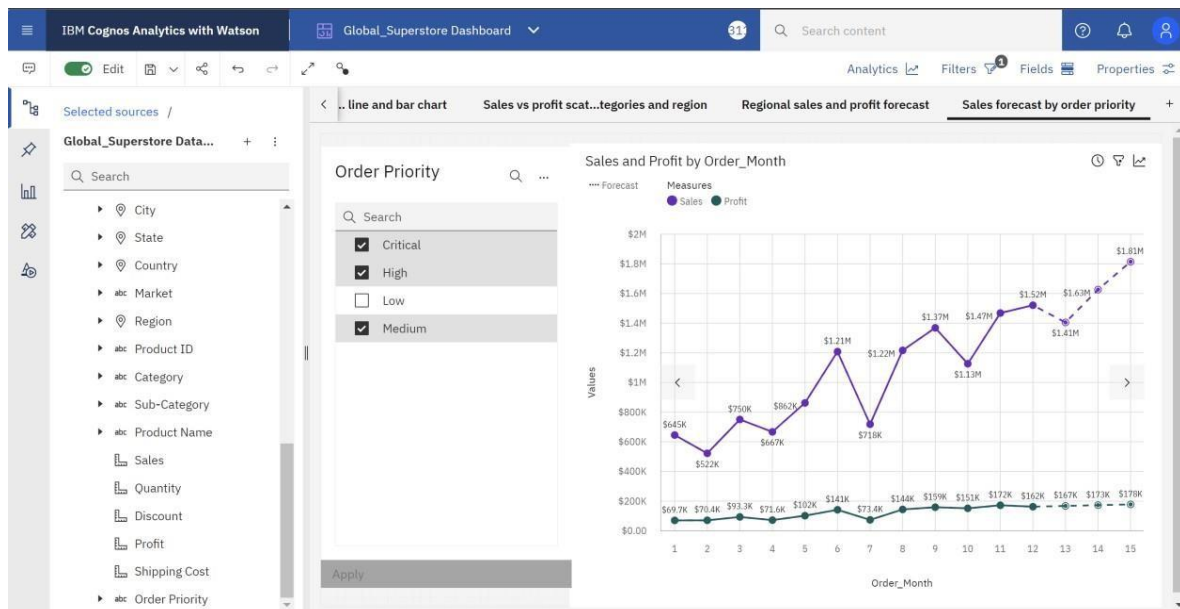 IBM Cognos Analytics with Watson
Global_Superstore Dashboard
Search content
Edit
Analytics
Filters
1
Fields
Properties
Selected sources /
Global_Superstore Data...
+
Search
City
State
Country
abc Market
Region
abc Product ID
abc Category
abc Sub-Category
abc Product Name
Sales
Quantity
Discount
Profit
Shipping Cost
abc Order Priority
... line and bar chart
Sales vs profit scat...tegories and region
Regional sales and profit forecast
Sales forecast by order priority
+
Order Priority
...
Search
Critical
High
Low
Medium
Apply
Sales and Profit by Order_Month
Forecast
Measures
Sales Profit
Values
$2M
$1.8M
$1.6M
$1.4M
$1.2M
$1M
$800K
$600K
$400K
$200K
$0.00
$645K
$522K
$750K
$667K
$862K
$1.21M
$718K
$1.22M
$1.37M
$1.13M
$1.47M
$1.52M
$1.41M
$1.63M
$1.81M
$69.7K $70.4K $93.3K $71.6K $102K $141K $73.4K $144K $159K $151K $172K $162K $167K $173K $178K
1 2 3 4 5 6 7 8 9 10 11 12 13 14 15
Order_Month